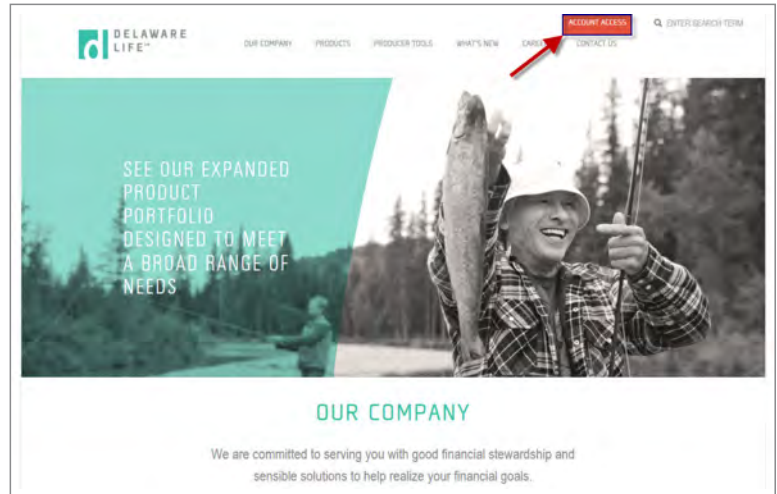 ACCOUNT ACCESS
ENTER SEARCH TERM
DELAWARE
LIFE™
OUR COMPANY PRODUCTS PRODUCER TOOLS WHAT'S NEW CONTACT US
SEE OUR EXPANDED
PRODUCT
PORTFOLIO
DESIGNED TO MEET
A BROAD RANGE OF
NEEDS
OUR COMPANY
We are committed to serving you with good financial stewardship and
sensible solutions to help realize your financial goals.